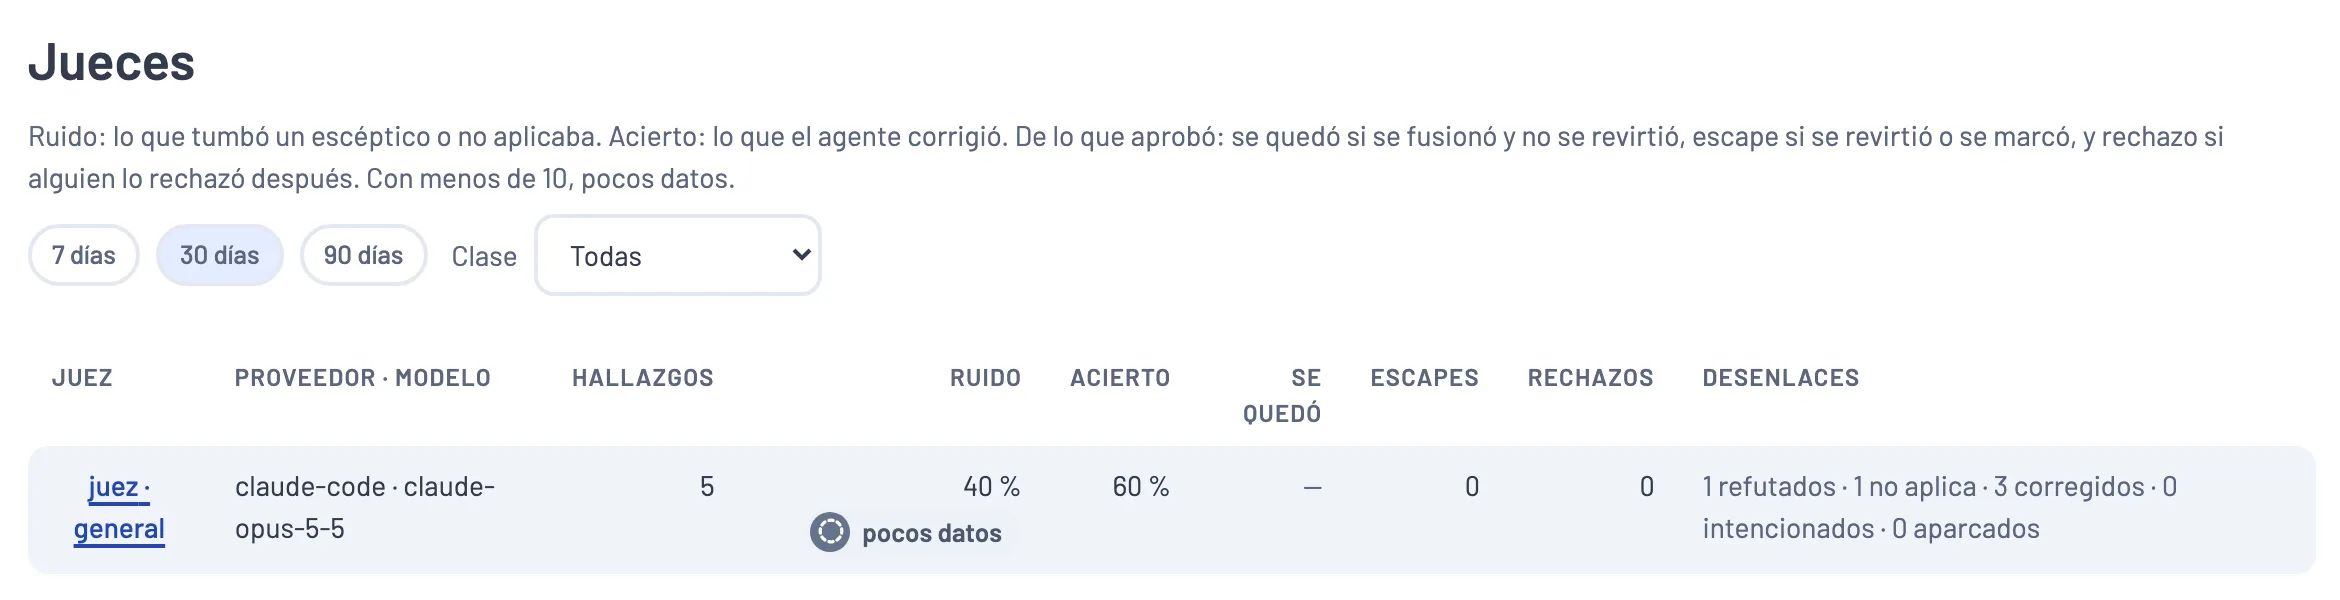 Jueces
Ruido: lo que tumbó un escéptico o no aplicaba. Acierto: lo que el agente corrigió. De lo que aprobó: se quedó si se fusionó y no se revirtió, escape si se revirtió o se marcó, y rechazo si
alguien lo rechazó después. Con menos de 10, pocos datos.
7 días 30 días 90 días Clase Todas
JUEZ PROVEEDOR · MODELO HALLAZGOS RUIDO ACIERTO SE ESCAPES RECHAZOS DESENLACES
QUEDÓ
juez · claude-code · claude- 5 40 % 60 % — 0 0 1 refutados · 1 no aplica · 3 corregidos · 0
general opus-5-5 pocos datos intencionados · 0 aparcados